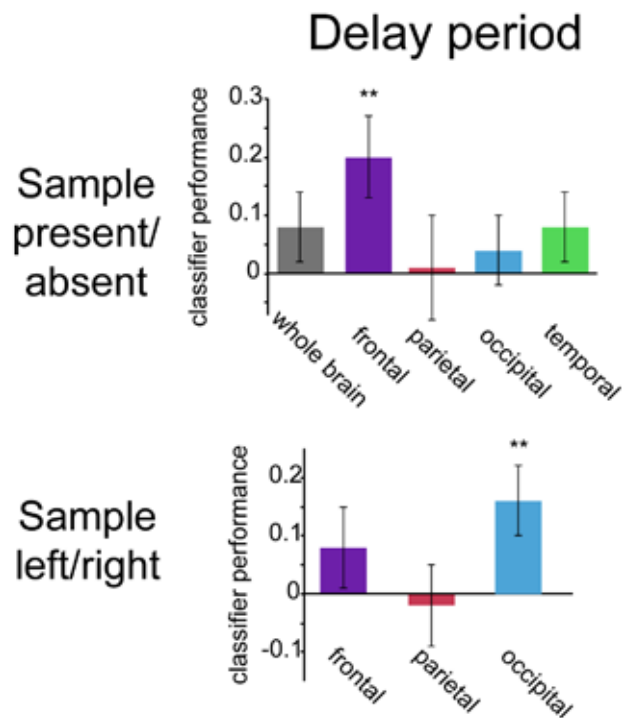 Delay period
Sample
present/
absent
classifier performance
0.3
**
0.2
0.1
0
whole brain
frontal
parietal
occipital
temporal
Sample
left/right
classifier performance
**
0.2
0.1
0
-0.1
frontal
parietal
occipital